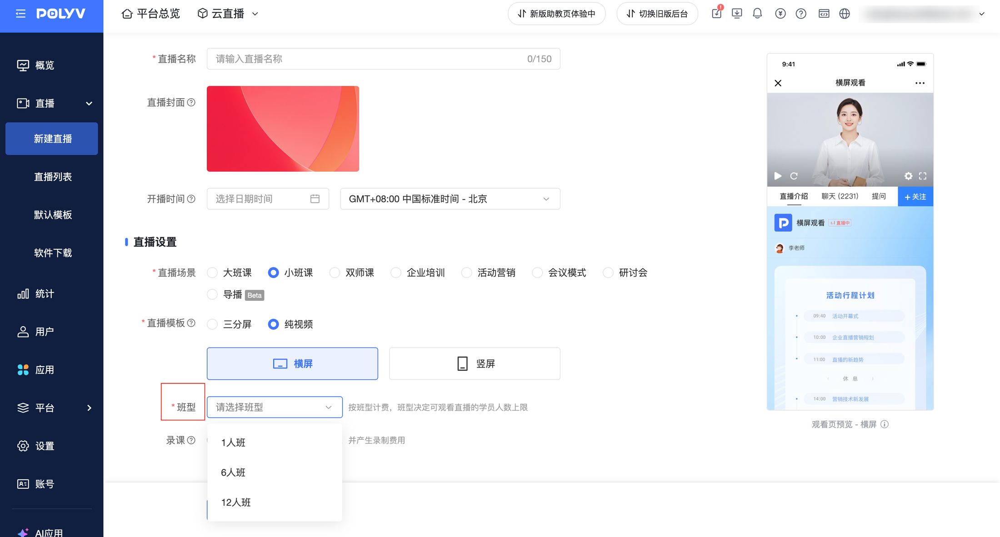 POLYV
平台总览
云直播
新版助教页体验中
切换旧版后台
概览
直播
新建直播
直播列表
默认模板
软件下载
统计
用户
应用
平台
设置
账号
AI应用
* 直播名称
请输入直播名称
0/150
直播封面
开播时间
选择日期时间
GMT+08:00 中国标准时间 - 北京
直播设置
* 直播场景
大班课
小班课
双师课
企业培训
活动营销
会议模式
研讨会
导播 Beta
* 直播模板
三分屏
纯视频
横屏
竖屏
* 班型
请选择班型
按班型计费，班型决定可观看直播的学员人数上限
录课
并产生录制费用
1人班
6人班
12人班
9:41
横屏观看
直播介绍
聊天 (2231)
提问
+ 关注
横屏观看
直播中
李老师
活动行程计划
09:40 活动开幕式
10:00 企业直播营销规划
11:00 直播的新趋势
休 息
14:00 营销技术新发展
观看页预览 - 横屏